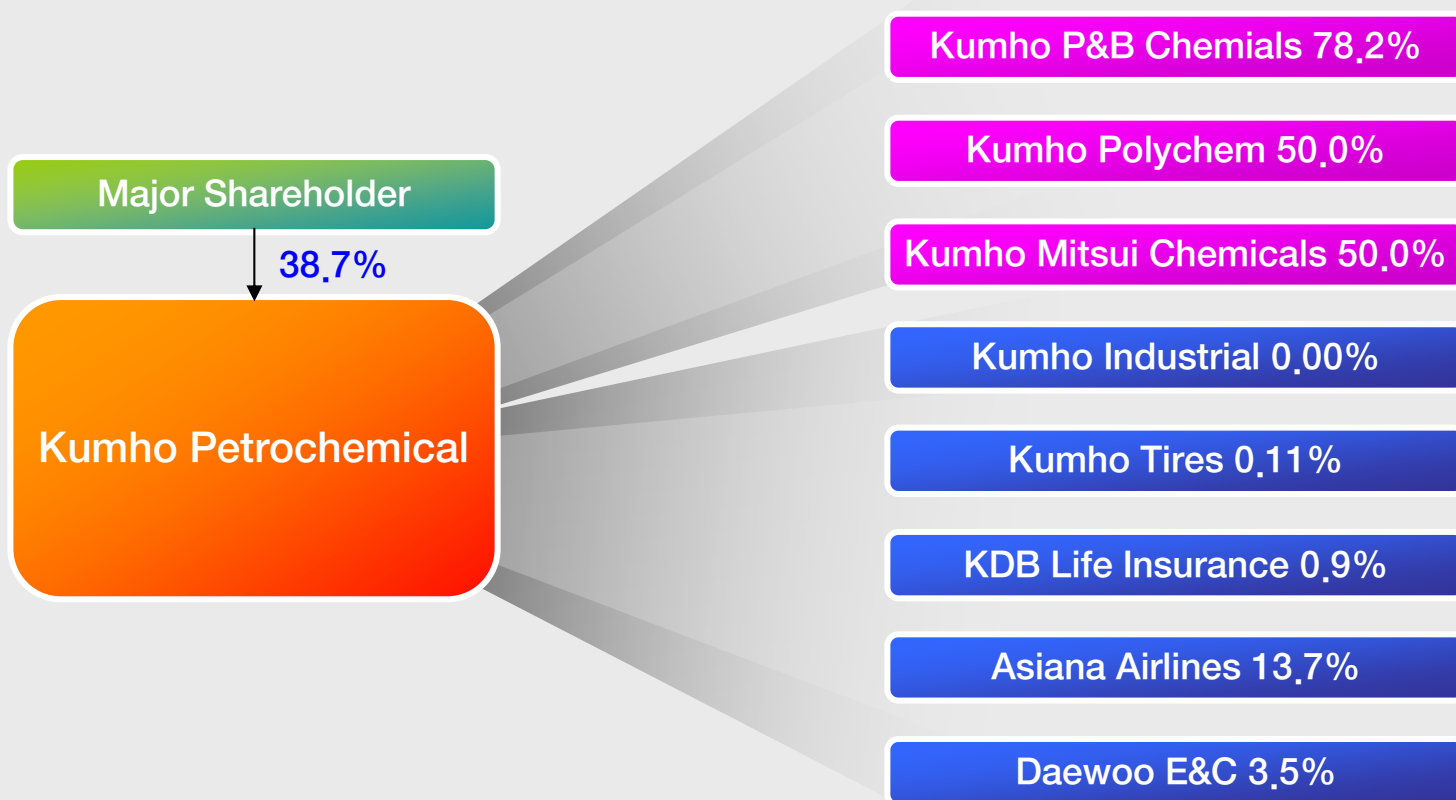 Kumho P&B Chemials 78.2%
Kumho Polychem 50.0%
Major Shareholder
Kumho Mitsui Chemicals 50.0%
38.7%
Kumho Industrial 0.00%
Kumho Petrochemical
Kumho Tires 0.11%
KDB Life Insurance 0.9%
Asiana Airlines 13.7%
Daewoo E&C 3.5%